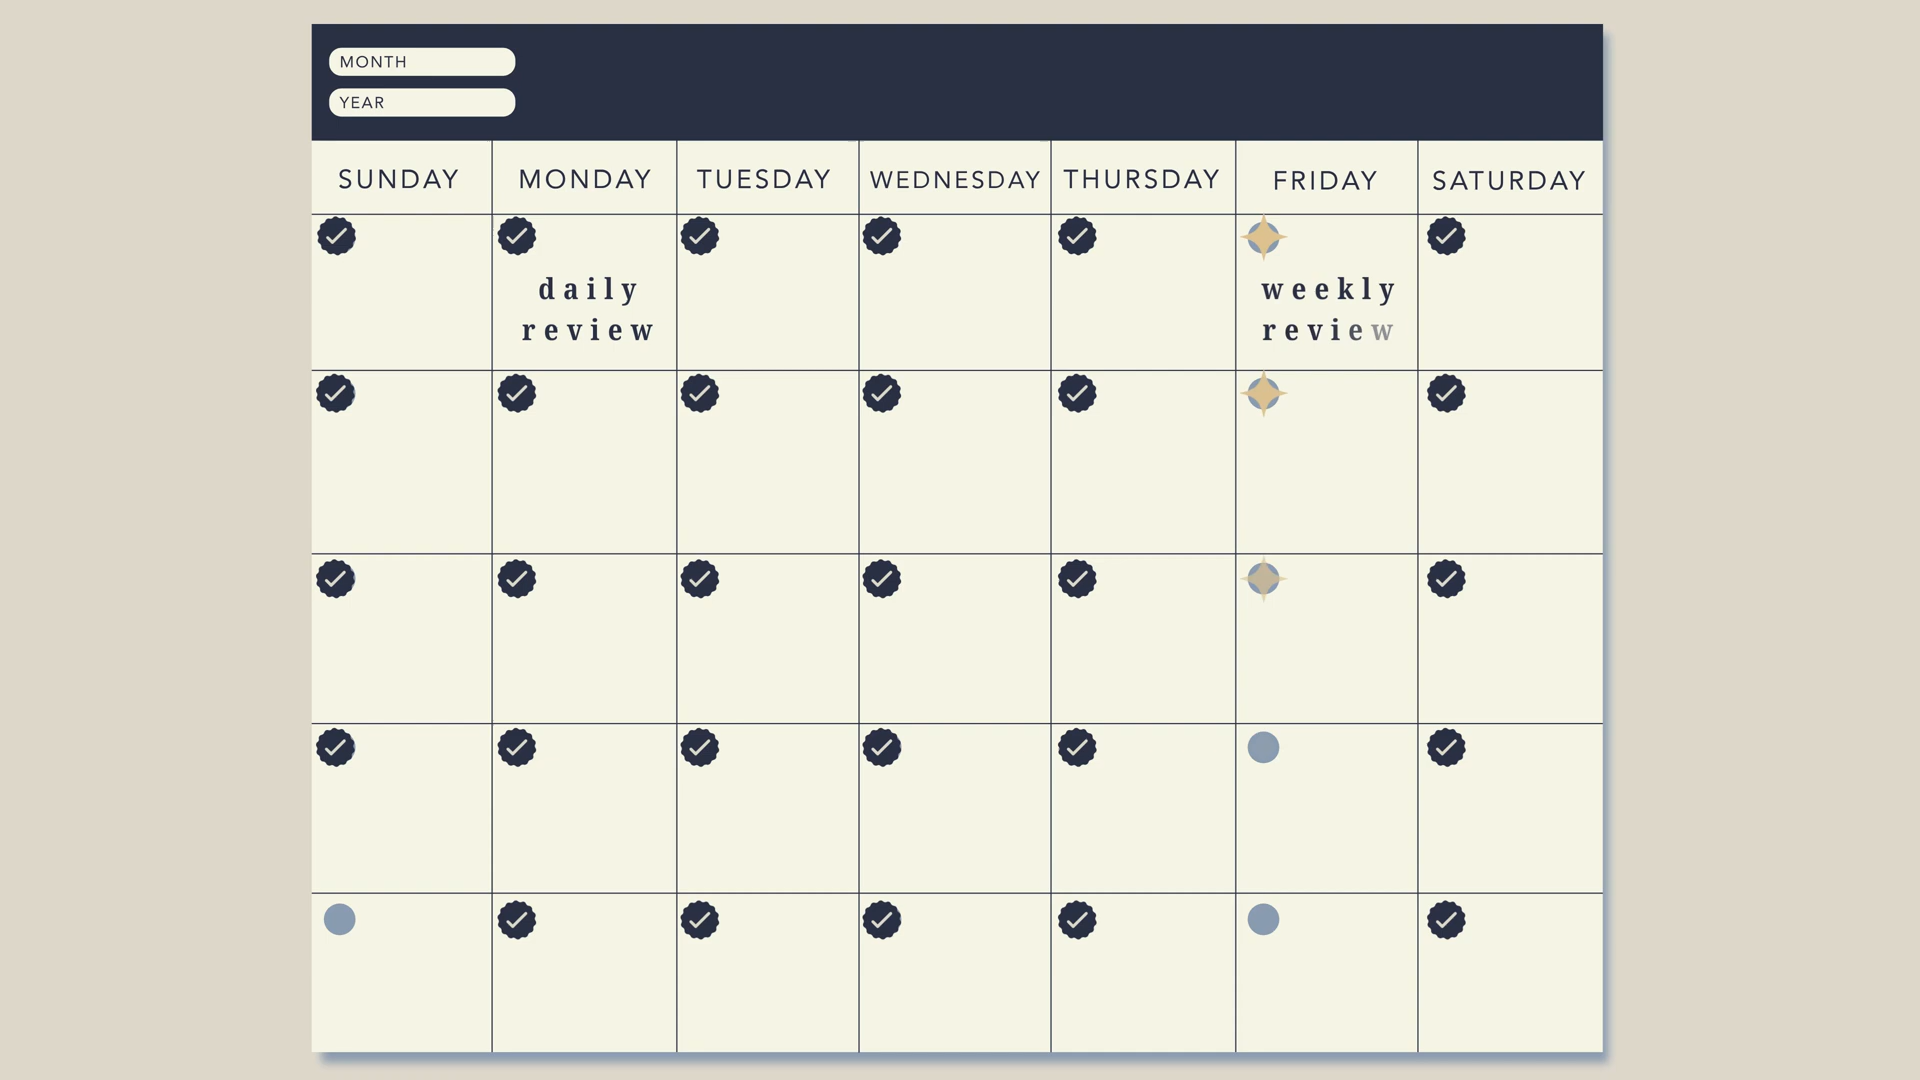 MONTH
YEAR
SUNDAY MONDAY TUESDAY WEDNESDAY THURSDAY FRIDAY SATURDAY
daily
review
weekly
review